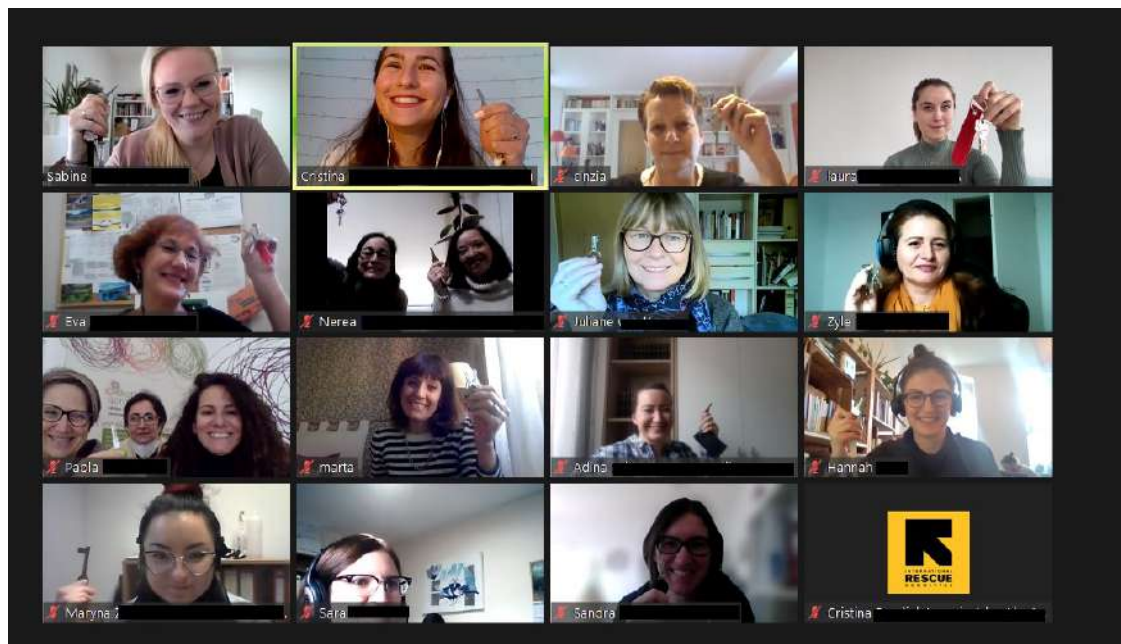 Sabine
Cristina
cinzia
laura
Eva
Nerea
Juliane
Zyle
Paola
marta
Adina
Hannah
Maryna
Sara
Sandra
INTERNATIONAL
RESCUE
COMMITTEE
Cristina